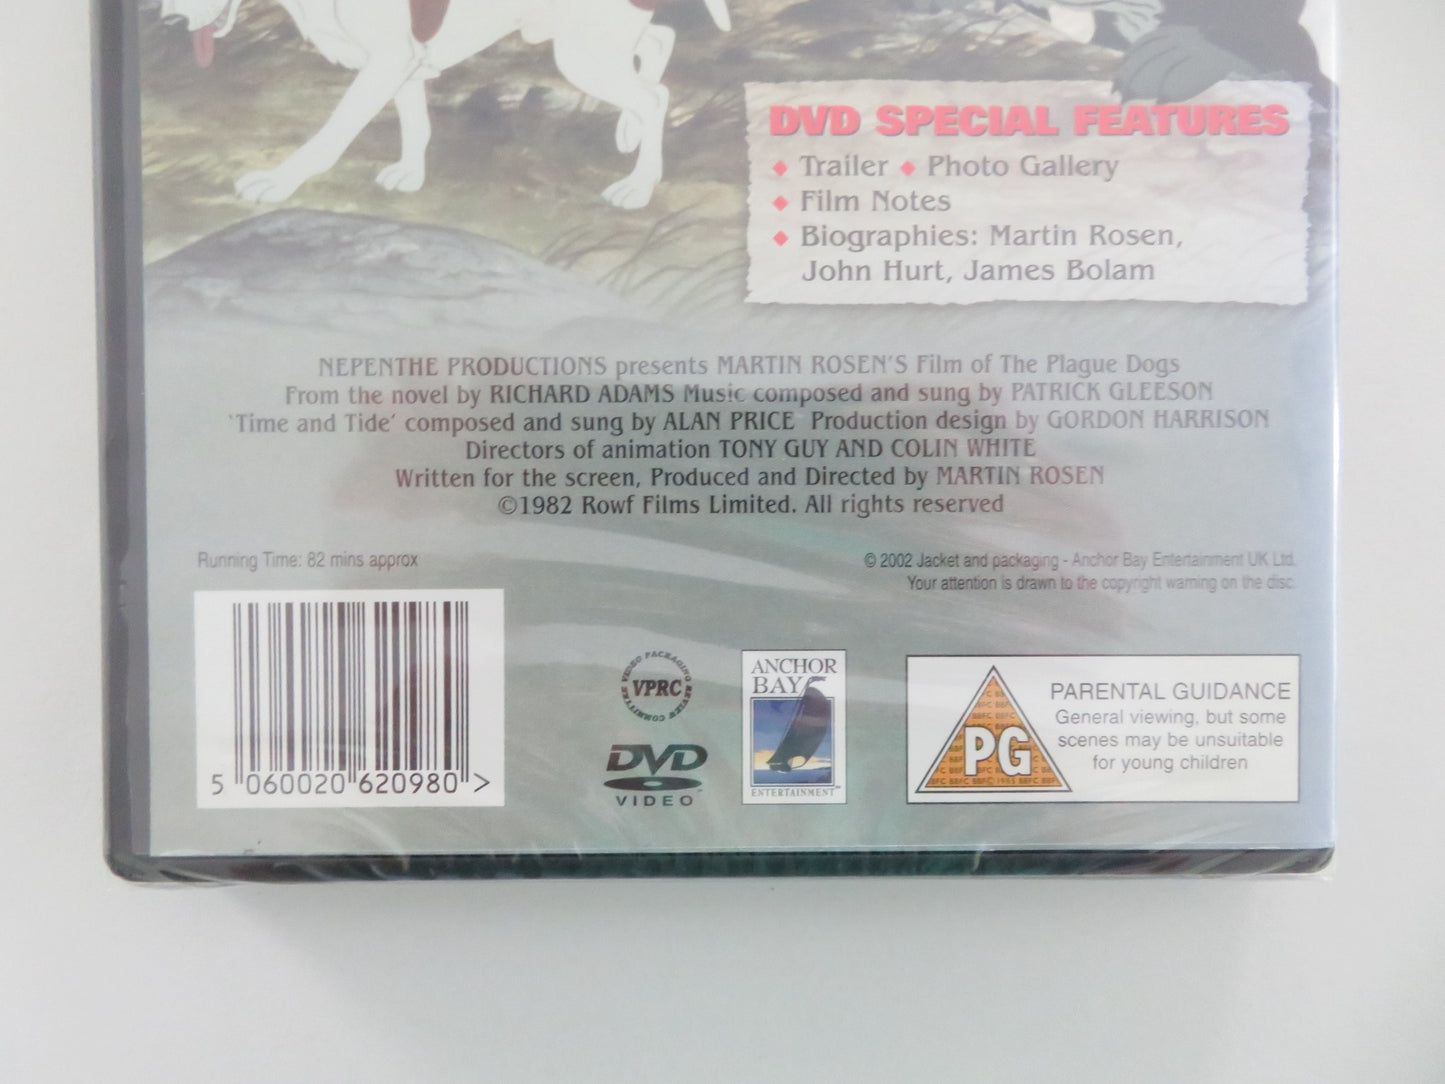 DVD SPECIAL FEATURES
◆ Trailer ◆ Photo Gallery
◆ Film Notes
◆ Biographies: Martin Rosen,
John Hurt, James Bolam
NEPENTHE PRODUCTIONS presents MARTIN ROSEN'S Film of The Plague Dogs
From the novel by RICHARD ADAMS Music composed and sung by PATRICK GLEESON
'Time and Tide' composed and sung by ALAN PRICE Production design by GORDON HARRISON
Directors of animation TONY GUY AND COLIN WHITE
Written for the screen, Produced and Directed by MARTIN ROSEN
©1982 Rowf Films Limited. All rights reserved
Running Time: 82 mins approx
© 2002 Jacket and packaging - Anchor Bay Entertainment UK Ltd.
Your attention is drawn to the copyright warning on the disc.
5 060020 620980 >
VIDEO PACKAGING REVIEW COMMITTEE
VPRC
DVD
VIDEO
ANCHOR
BAY
ENTERTAINMENT™
PG
PARENTAL GUIDANCE
General viewing, but some
scenes may be unsuitable
for young children